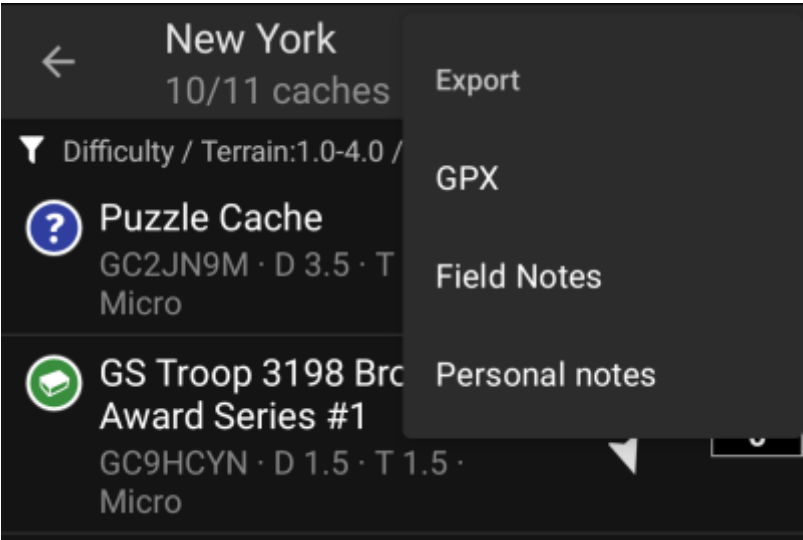 New York
10/11 caches
Export
GPX
Field Notes
Personal notes
Difficulty / Terrain:1.0-4.0 /
Puzzle Cache
GC2JN9M · D 3.5 · T
Micro
GS Troop 3198
Award Series #1
GC9HCYN · D 1.5 · T 1.5 ·
Micro